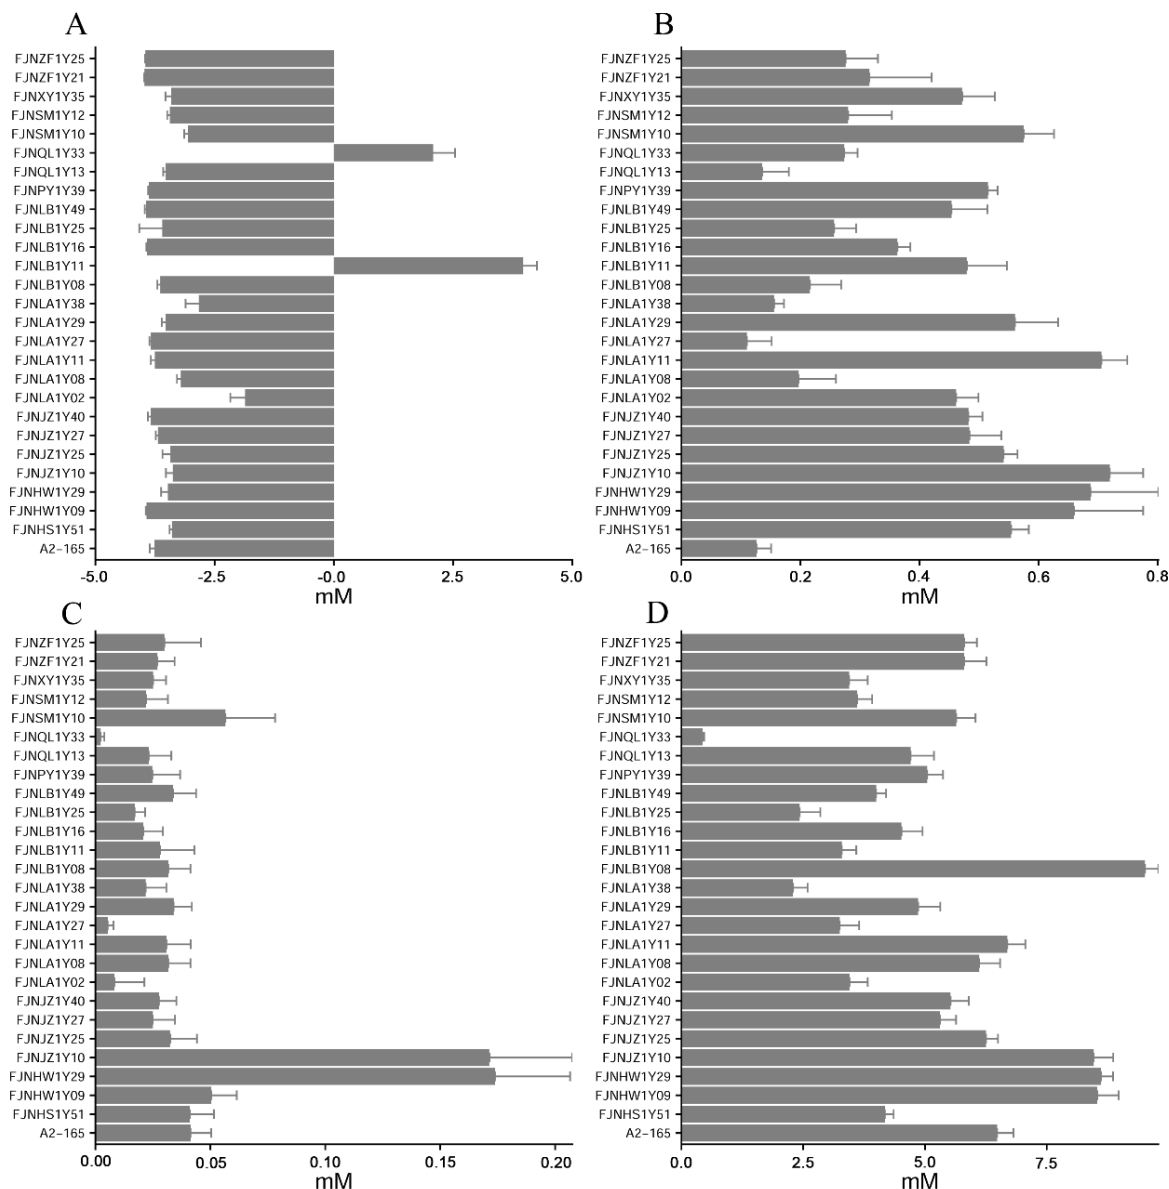 A
FJNZF1Y25
FJNZF1Y21
FJNXY1Y35
FJNSM1Y12
FJNSM1Y10
FJNQL1Y33
FJNQL1Y13
FJNPY1Y39
FJNLB1Y49
FJNLB1Y25
FJNLB1Y16
FJNLB1Y11
FJNLB1Y08
FJNLA1Y38
FJNLA1Y29
FJNLA1Y27
FJNLA1Y11
FJNLA1Y08
FJNLA1Y02
FJNJZ1Y40
FJNJZ1Y27
FJNJZ1Y25
FJNJZ1Y10
FJNHW1Y29
FJNHW1Y09
FJNHS1Y51
A2-165
-5.0 -2.5 -0.0 2.5 5.0
mM
B
FJNZF1Y25
FJNZF1Y21
FJNXY1Y35
FJNSM1Y12
FJNSM1Y10
FJNQL1Y33
FJNQL1Y13
FJNPY1Y39
FJNLB1Y49
FJNLB1Y25
FJNLB1Y16
FJNLB1Y11
FJNLB1Y08
FJNLA1Y38
FJNLA1Y29
FJNLA1Y27
FJNLA1Y11
FJNLA1Y08
FJNLA1Y02
FJNJZ1Y40
FJNJZ1Y27
FJNJZ1Y25
FJNJZ1Y10
FJNHW1Y29
FJNHW1Y09
FJNHS1Y51
A2-165
0.0 0.2 0.4 0.6 0.8
mM
C
FJNZF1Y25
FJNZF1Y21
FJNXY1Y35
FJNSM1Y12
FJNSM1Y10
FJNQL1Y33
FJNQL1Y13
FJNPY1Y39
FJNLB1Y49
FJNLB1Y25
FJNLB1Y16
FJNLB1Y11
FJNLB1Y08
FJNLA1Y38
FJNLA1Y29
FJNLA1Y27
FJNLA1Y11
FJNLA1Y08
FJNLA1Y02
FJNJZ1Y40
FJNJZ1Y27
FJNJZ1Y25
FJNJZ1Y10
FJNHW1Y29
FJNHW1Y09
FJNHS1Y51
A2-165
0.00 0.05 0.10 0.15 0.20
mM
D
FJNZF1Y25
FJNZF1Y21
FJNXY1Y35
FJNSM1Y12
FJNSM1Y10
FJNQL1Y33
FJNQL1Y13
FJNPY1Y39
FJNLB1Y49
FJNLB1Y25
FJNLB1Y16
FJNLB1Y11
FJNLB1Y08
FJNLA1Y38
FJNLA1Y29
FJNLA1Y27
FJNLA1Y11
FJNLA1Y08
FJNLA1Y02
FJNJZ1Y40
FJNJZ1Y27
FJNJZ1Y25
FJNJZ1Y10
FJNHW1Y29
FJNHW1Y09
FJNHS1Y51
A2-165
0.0 2.5 5.0 7.5
mM